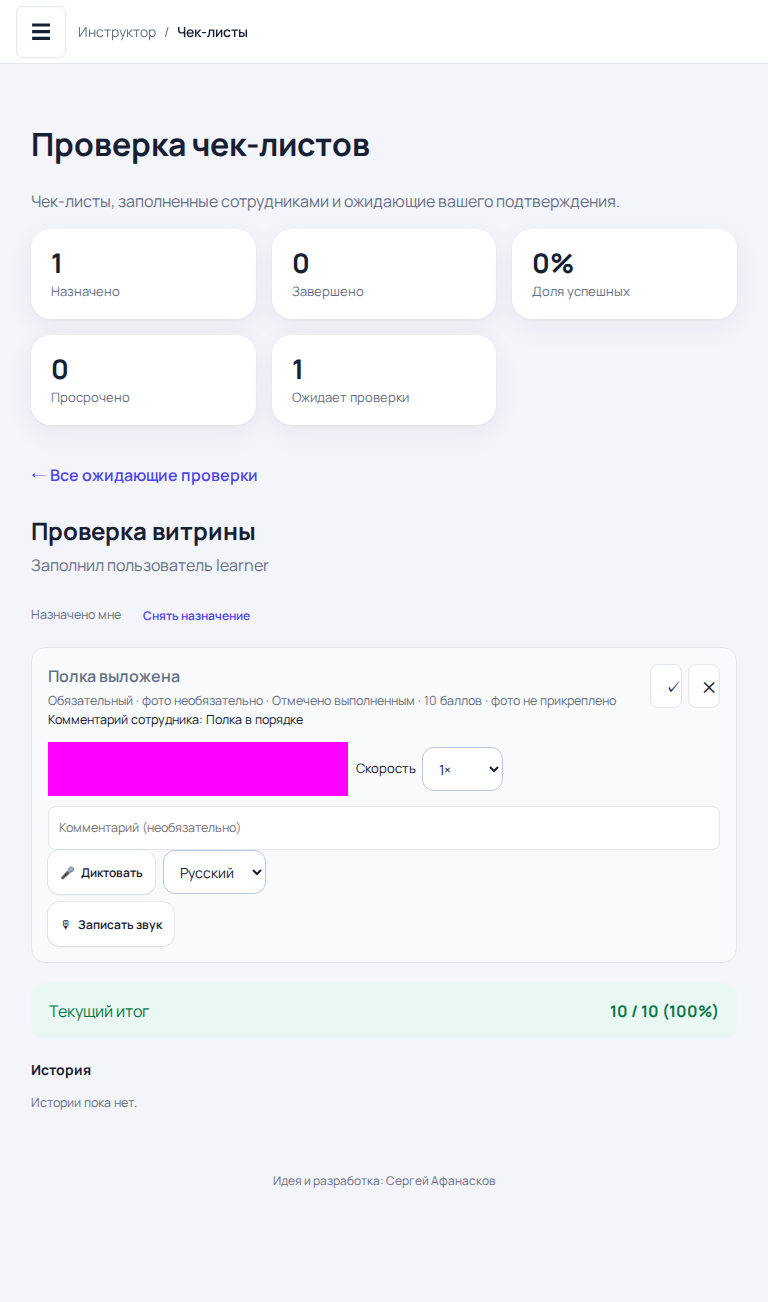 ☰ Инструктор / Чек-листы
Проверка чек-листов
Чек-листы, заполненные сотрудниками и ожидающие вашего подтверждения.
1
Назначено
0
Завершено
0%
Доля успешных
0
Просрочено
1
Ожидает проверки
← Все ожидающие проверки
Проверка витрины
Заполнил пользователь learner
Назначено мне Снять назначение
Полка выложена
✓ ✕
Обязательный · фото необязательно · Отмечено выполненным · 10 баллов · фото не прикреплено
Комментарий сотрудника: Полка в порядке
Скорость 1×
Комментарий (необязательно)
🎤 Диктовать Русский
🎙 Записать звук
Текущий итог 10 / 10 (100%)
История
Истории пока нет.
Идея и разработка: Сергей Афанасков